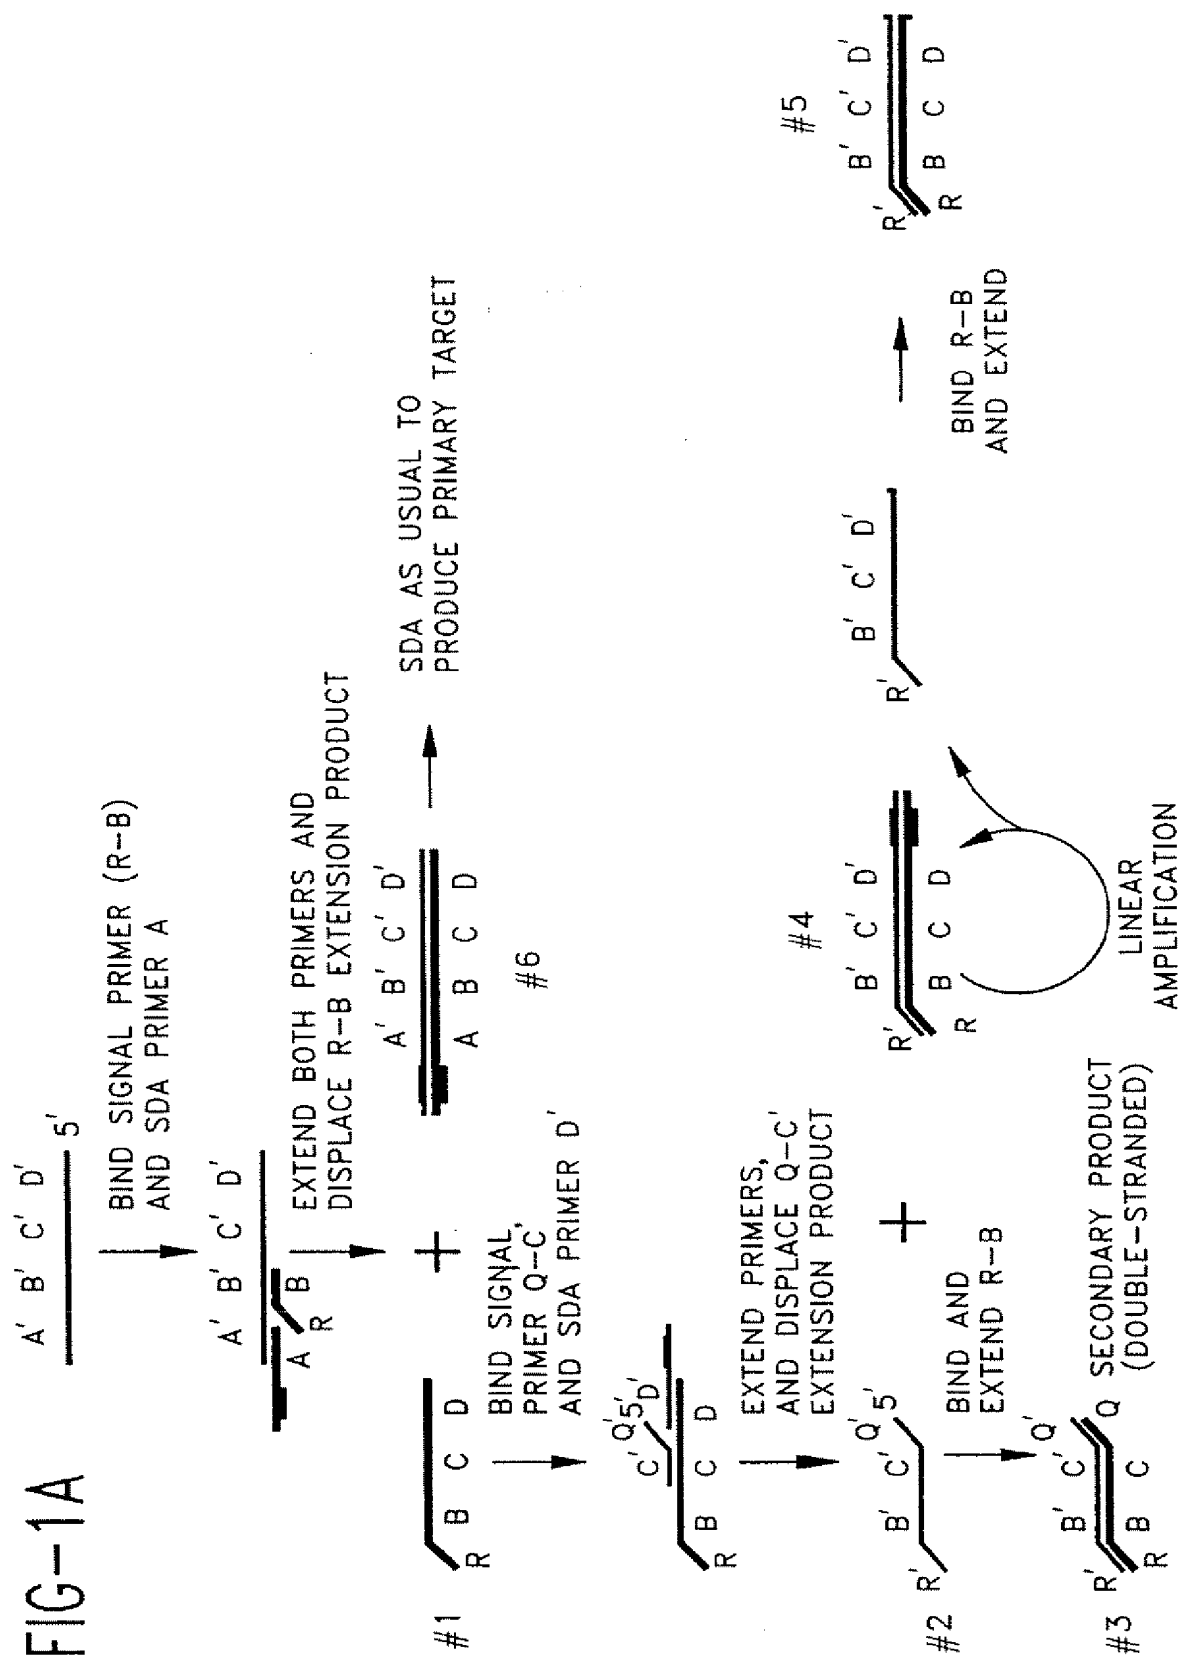 FIG-1A
A' B' C' D'
5'
BIND SIGNAL PRIMER (R-B)
AND SDA PRIMER A
A' B' C' D'
A R B
EXTEND BOTH PRIMERS AND
DISPLACE R-B EXTENSION PRODUCT
#1
R B C D
+
A' B' C' D'
A B C D
#6
SDA AS USUAL TO
PRODUCE PRIMARY TARGET
BIND SIGNAL
PRIMER Q-C'
AND SDA PRIMER D'
C' Q' 5' D'
R B C D
EXTEND PRIMERS,
AND DISPLACE Q-C'
EXTENSION PRODUCT
#2
R' B' C' Q' 5'
+
#4
R' B' C' D'
R B C D
LINEAR
AMPLIFICATION
R' B' C' D'
BIND R-B
AND EXTEND
#5
R' B' C' D'
R B C D
BIND AND
EXTEND R-B
#3
R' B' C' Q'
R B C Q
SECONDARY PRODUCT
(DOUBLE-STRANDED)